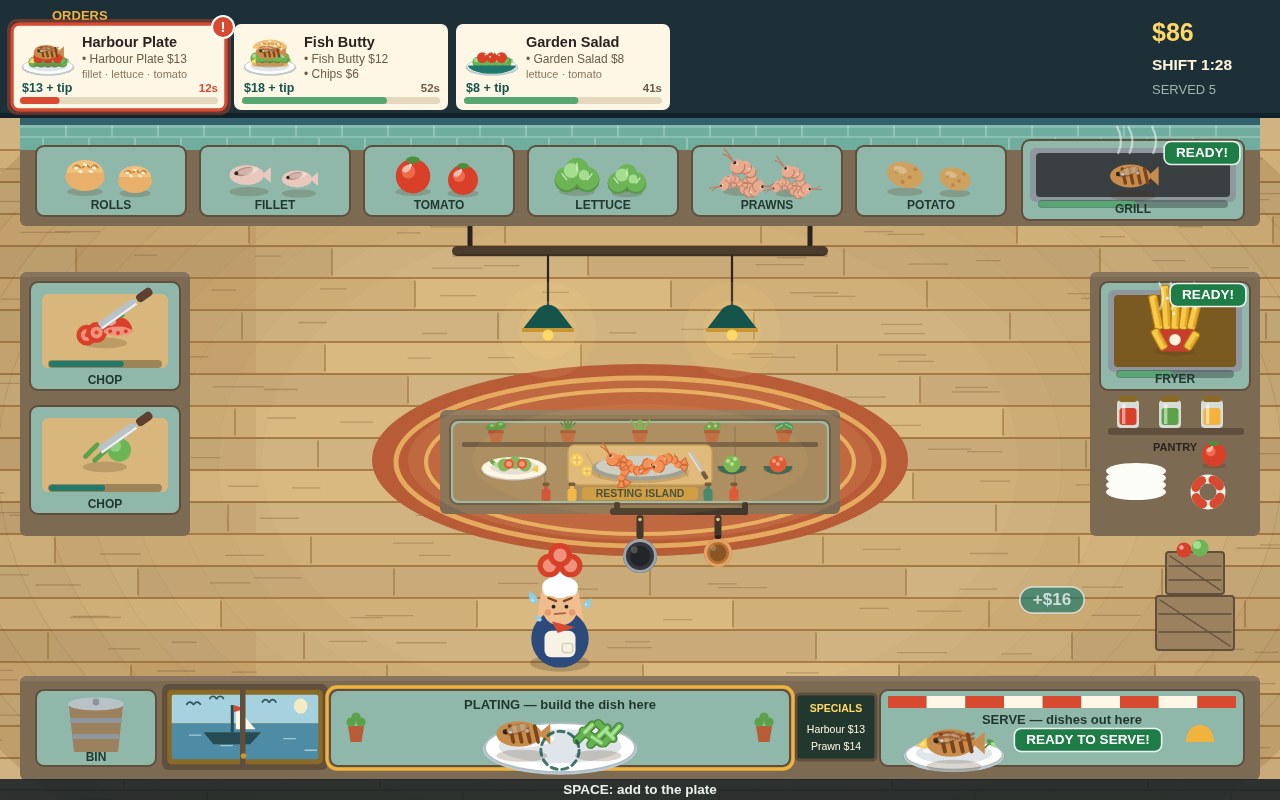 ORDERS
!
Harbour Plate
• Harbour Plate $13
fillet · lettuce · tomato
$13 + tip
12s
Fish Butty
• Fish Butty $12
• Chips $6
$18 + tip
52s
Garden Salad
• Garden Salad $8
lettuce · tomato
$8 + tip
41s
$86
SHIFT 1:28
SERVED 5
ROLLS
FILLET
TOMATO
LETTUCE
PRAWNS
POTATO
READY!
GRILL
CHOP
CHOP
READY!
FRYER
PANTRY
RESTING ISLAND
+$16
BIN
PLATING — build the dish here
SPECIALS
Harbour $13
Prawn $14
SERVE — dishes out here
READY TO SERVE!
SPACE: add to the plate